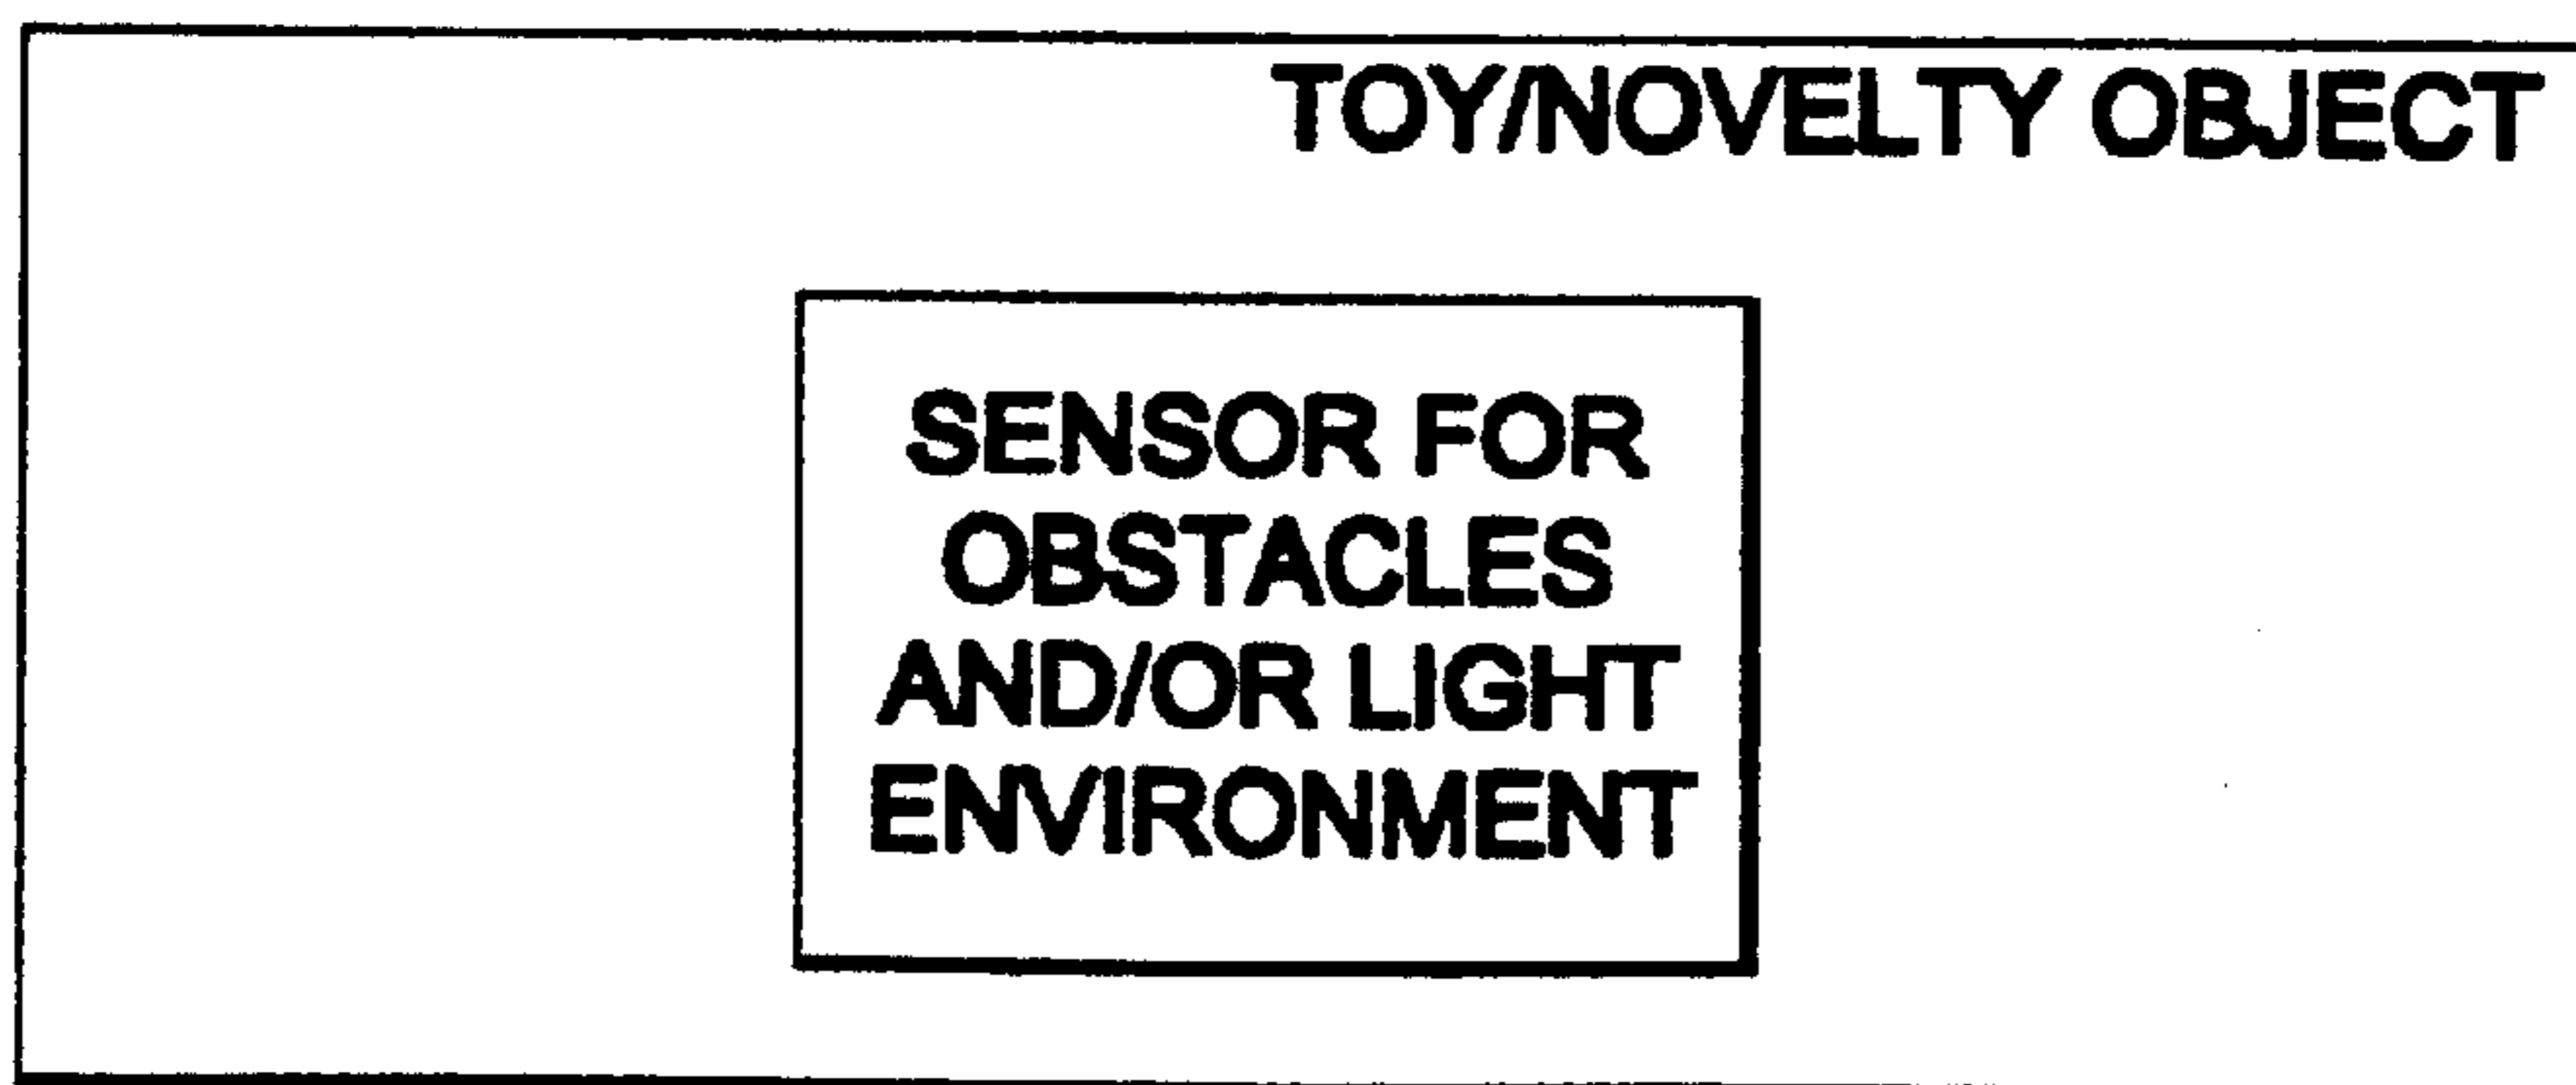 TOY/NOVELTY OBJECT
SENSOR FOR
OBSTACLES
AND/OR LIGHT
ENVIRONMENT